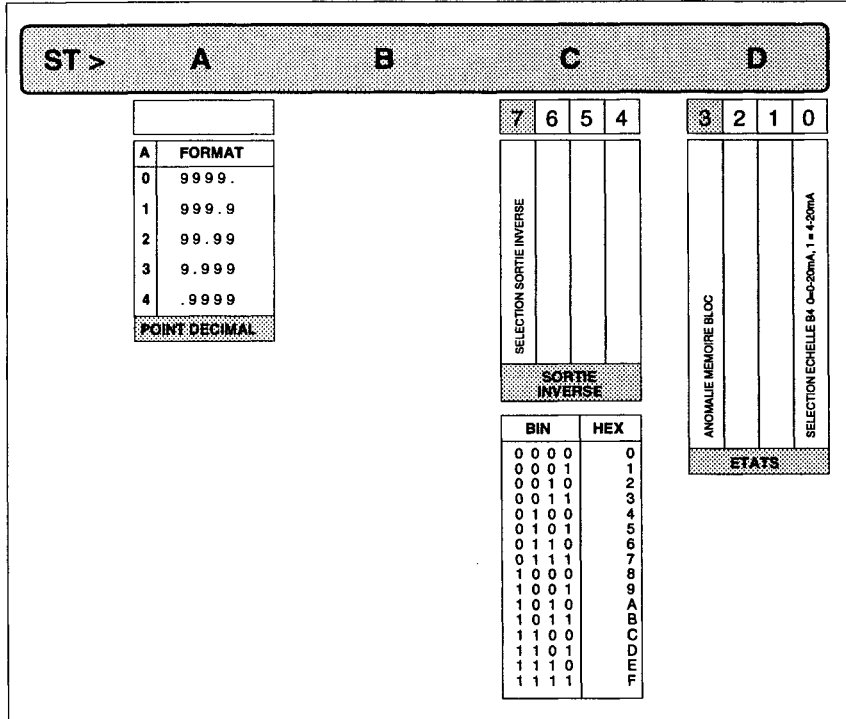 ST > A B C D
7 6 5 4
3 2 1 0
A FORMAT
0 9999.
1 999.9
2 99.99
3 9.999
4 .9999
POINT DECIMAL
SELECTION SORTIE INVERSE
SORTIE
INVERSE
ANOMALIE MEMOIRE BLOC
SELECTION ECHELLE B4 0=0-20mA, 1 = 4-20mA
ETATS
BIN HEX
0 0 0 0 0
0 0 0 1 1
0 0 1 0 2
0 0 1 1 3
0 1 0 0 4
0 1 0 1 5
0 1 1 0 6
0 1 1 1 7
1 0 0 0 8
1 0 0 1 9
1 0 1 0 A
1 0 1 1 B
1 1 0 0 C
1 1 0 1 D
1 1 1 0 E
1 1 1 1 F